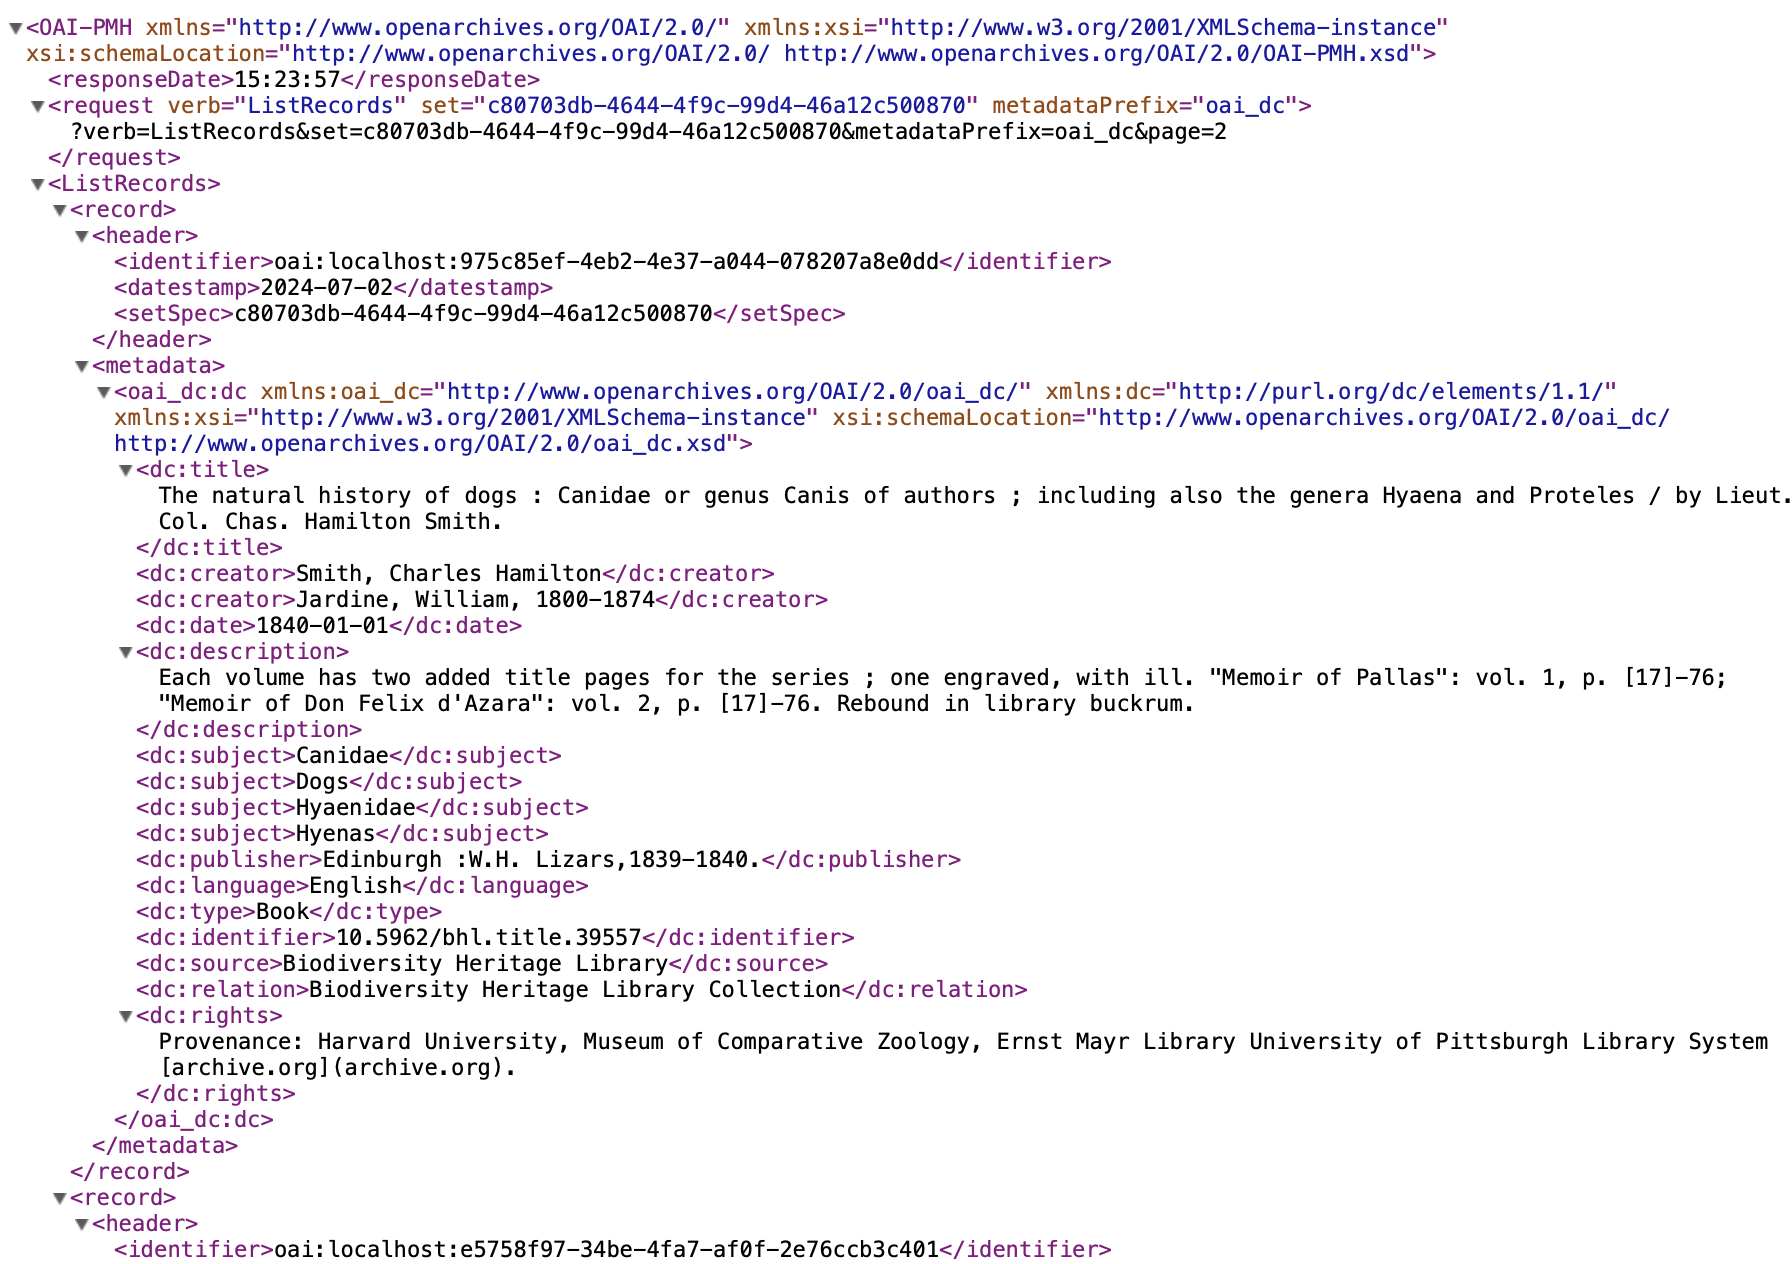 <OAI-PMH xmlns="http://www.openarchives.org/OAI/2.0/" xmlns:xsi="http://www.w3.org/2001/XMLSchema-instance"
xsi:schemaLocation="http://www.openarchives.org/OAI/2.0/ http://www.openarchives.org/OAI/2.0/OAI-PMH.xsd">
<responseDate>15:23:57</responseDate>
<request verb="ListRecords" set="c80703db-4644-4f9c-99d4-46a12c500870" metadataPrefix="oai_dc">
?verb=ListRecords&set=c80703db-4644-4f9c-99d4-46a12c500870&metadataPrefix=oai_dc&page=2
</request>
<ListRecords>
<record>
<header>
<identifier>oai:localhost:975c85ef-4eb2-4e37-a044-078207a8e0dd</identifier>
<datestamp>2024-07-02</datestamp>
<setSpec>c80703db-4644-4f9c-99d4-46a12c500870</setSpec>
</header>
<metadata>
<oai_dc:dc xmlns:oai_dc="http://www.openarchives.org/OAI/2.0/oai_dc/" xmlns:dc="http://purl.org/dc/elements/1.1/"
xmlns:xsi="http://www.w3.org/2001/XMLSchema-instance" xsi:schemaLocation="http://www.openarchives.org/OAI/2.0/oai_dc/
http://www.openarchives.org/OAI/2.0/oai_dc.xsd">
<dc:title>
The natural history of dogs : Canidae or genus Canis of authors ; including also the genera Hyaena and Proteles / by Lieut.
Col. Chas. Hamilton Smith.
</dc:title>
<dc:creator>Smith, Charles Hamilton</dc:creator>
<dc:creator>Jardine, William, 1800-1874</dc:creator>
<dc:date>1840-01-01</dc:date>
<dc:description>
Each volume has two added title pages for the series ; one engraved, with ill. "Memoir of Pallas": vol. 1, p. [17]-76;
"Memoir of Don Felix d'Azara": vol. 2, p. [17]-76. Rebound in library buckrum.
</dc:description>
<dc:subject>Canidae</dc:subject>
<dc:subject>Dogs</dc:subject>
<dc:subject>Hyaenidae</dc:subject>
<dc:subject>Hyenas</dc:subject>
<dc:publisher>Edinburgh :W.H. Lizars,1839-1840.</dc:publisher>
<dc:language>English</dc:language>
<dc:type>Book</dc:type>
<dc:identifier>10.5962/bhl.title.39557</dc:identifier>
<dc:source>Biodiversity Heritage Library</dc:source>
<dc:relation>Biodiversity Heritage Library Collection</dc:relation>
<dc:rights>
Provenance: Harvard University, Museum of Comparative Zoology, Ernst Mayr Library University of Pittsburgh Library System
[archive.org](archive.org).
</dc:rights>
</oai_dc:dc>
</metadata>
</record>
<record>
<header>
<identifier>oai:localhost:e5758f97-34be-4fa7-af0f-2e76ccb3c401</identifier>